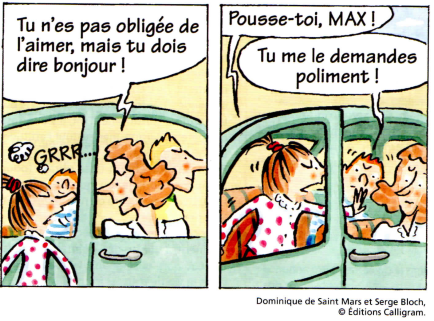 Tu n'es pas obligée de
l'aimer, mais tu dois
dire bonjour !
GRRR....
Pousse-toi, MAX !
Tu me le demandes
poliment !
Dominique de Saint Mars et Serge Bloch,
© Éditions Calligram.